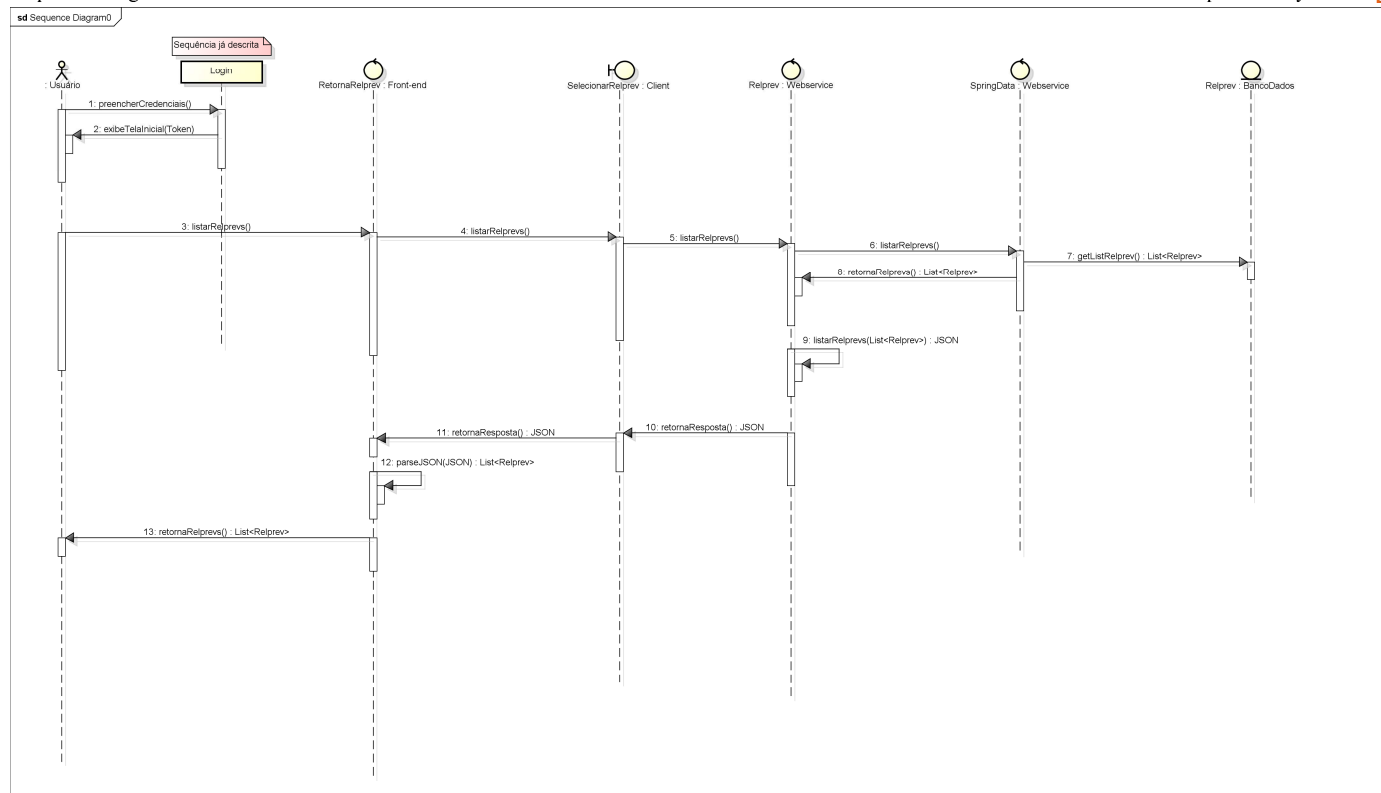 sd Sequence Diagram0
Sequência já descrita
: Usuário
Login
RetornaRelprev : Front-end
SelecionarRelprev : Client
Relprev : Webservice
SpringData : Webservice
Relprev : BancoDados
1: preencherCredenciais()
2: exibeTelaInicial(Token)
3: listarRelprevs()
4: listarRelprevs()
5: listarRelprevs()
6: listarRelprevs()
7: getListRelprev() : List<Relprev>
8: retornaRelprevs() : List<Relprev>
9: listarRelprevs(List<Relprev>) : JSON
10: retornaResposta() : JSON
11: retornaResposta() : JSON
12: parseJSON(JSON) : List<Relprev>
13: retornaRelprevs() : List<Relprev>